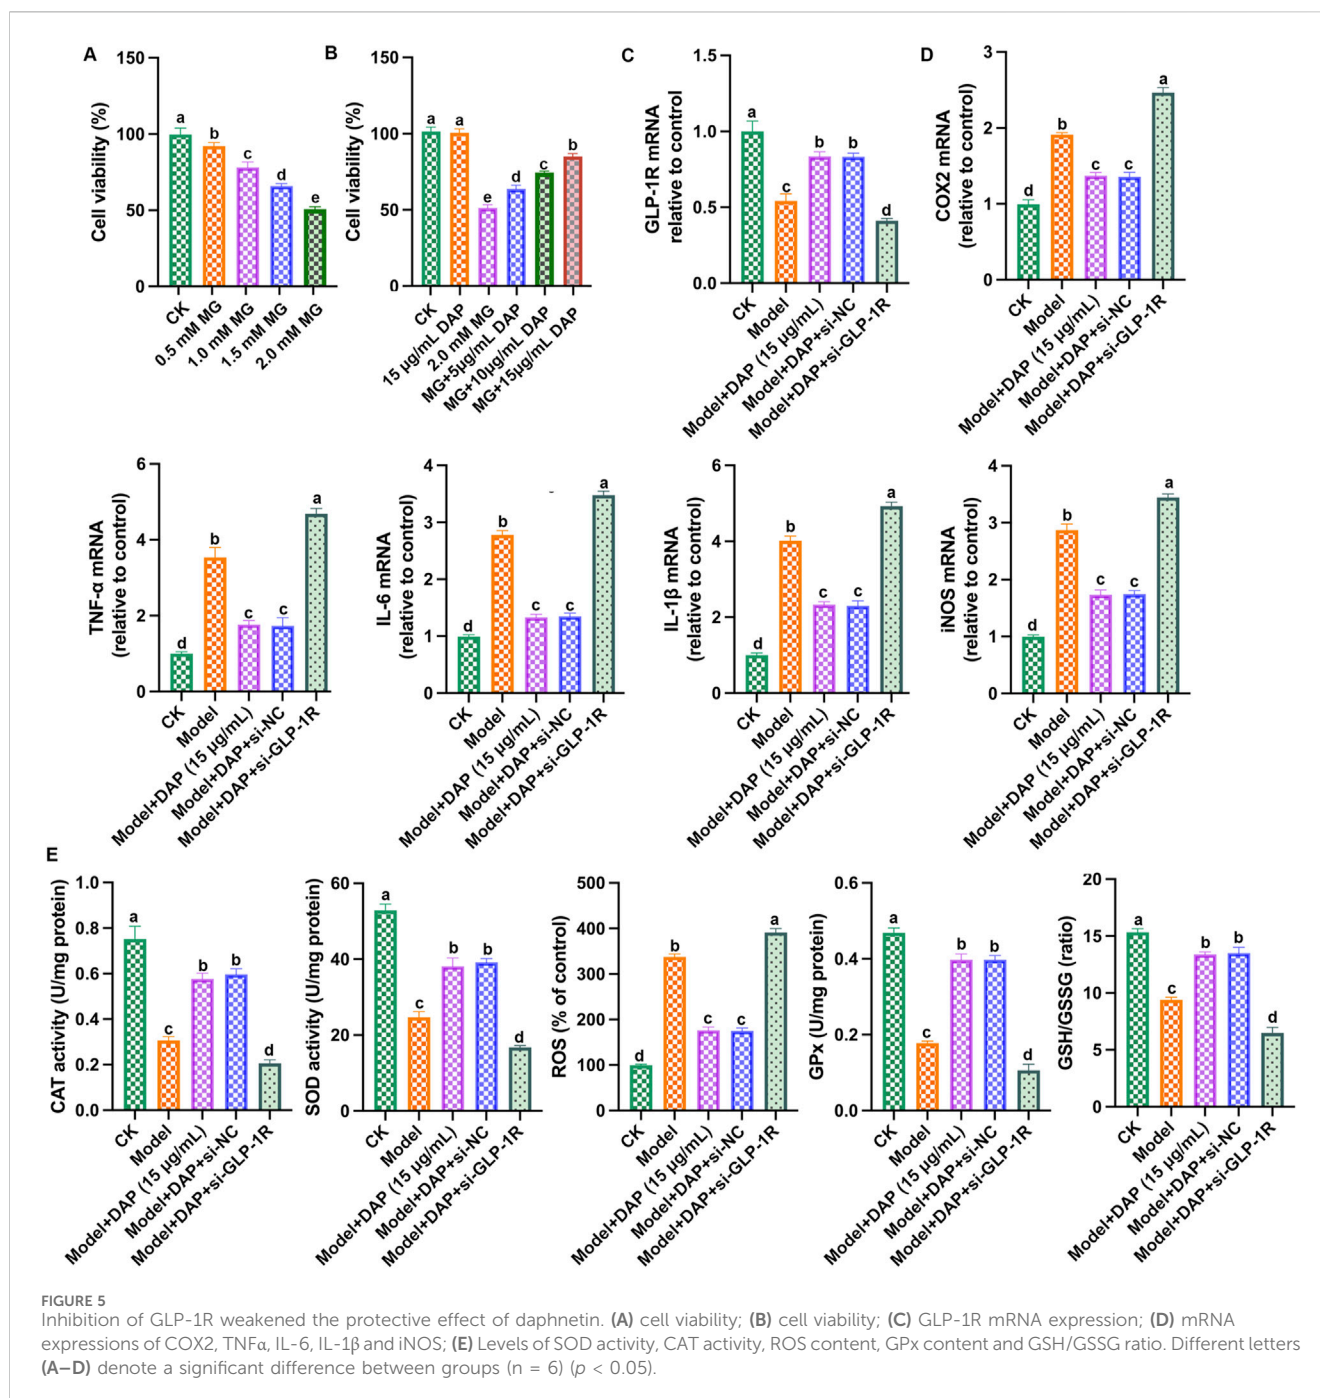 A
Cell viability (%)
150
100
50
0
a
b
c
d
e
CK
0.5 mM MG
1.0 mM MG
1.5 mM MG
2.0 mM MG
B
Cell viability (%)
150
100
50
0
a
a
e
d
c
b
CK
15 μg/mL DAP
2.0 mM MG
MG+5μg/mL DAP
MG+10μg/mL DAP
MG+15μg/mL DAP
C
GLP-1R mRNA
relative to control
1.5
1.0
0.5
0.0
a
c
b
b
d
CK
Model
Model+DAP (15 μg/mL)
Model+DAP+si-NC
Model+DAP+si-GLP-1R
D
COX2 mRNA
(relative to control)
3
2
1
0
d
b
c
c
a
CK
Model
Model+DAP (15 μg/mL)
Model+DAP+si-NC
Model+DAP+si-GLP-1R
TNF-α mRNA
(relative to control)
6
4
2
0
d
b
c
c
a
CK
Model
Model+DAP (15 μg/mL)
Model+DAP+si-NC
Model+DAP+si-GLP-1R
IL-6 mRNA
(relative to control)
4
3
2
1
0
d
b
c
c
a
CK
Model
Model+DAP (15 μg/mL)
Model+DAP+si-NC
Model+DAP+si-GLP-1R
IL-1β mRNA
(relative to control)
6
4
2
0
d
b
c
c
a
CK
Model
Model+DAP (15 μg/mL)
Model+DAP+si-NC
Model+DAP+si-GLP-1R
iNOS mRNA
(relative to control)
4
3
2
1
0
d
b
c
c
a
CK
Model
Model+DAP (15 μg/mL)
Model+DAP+si-NC
Model+DAP+si-GLP-1R
E
CAT activity (U/mg protein)
1.0
0.8
0.6
0.4
0.2
0.0
a
c
b
b
d
CK
Model
Model+DAP (15 μg/mL)
Model+DAP+si-NC
Model+DAP+si-GLP-1R
SOD activity (U/mg protein)
60
40
20
0
a
c
b
b
d
CK
Model
Model+DAP (15 μg/mL)
Model+DAP+si-NC
Model+DAP+si-GLP-1R
ROS (% of control)
500
400
300
200
100
0
d
b
c
c
a
CK
Model
Model+DAP (15 μg/mL)
Model+DAP+si-NC
Model+DAP+si-GLP-1R
GPx (U/mg protein)
0.6
0.4
0.2
0.0
a
c
b
b
d
CK
Model
Model+DAP (15 μg/mL)
Model+DAP+si-NC
Model+DAP+si-GLP-1R
GSH/GSSG (ratio)
20
15
10
5
0
a
c
b
b
d
CK
Model
Model+DAP (15 μg/mL)
Model+DAP+si-NC
Model+DAP+si-GLP-1R
FIGURE 5
Inhibition of GLP-1R weakened the protective effect of daphnetin. (A) cell viability; (B) cell viability; (C) GLP-1R mRNA expression; (D) mRNA
expressions of COX2, TNFα, IL-6, IL-1β and iNOS; (E) Levels of SOD activity, CAT activity, ROS content, GPx content and GSH/GSSG ratio. Different letters
(A–D) denote a significant difference between groups (n = 6) (p < 0.05).